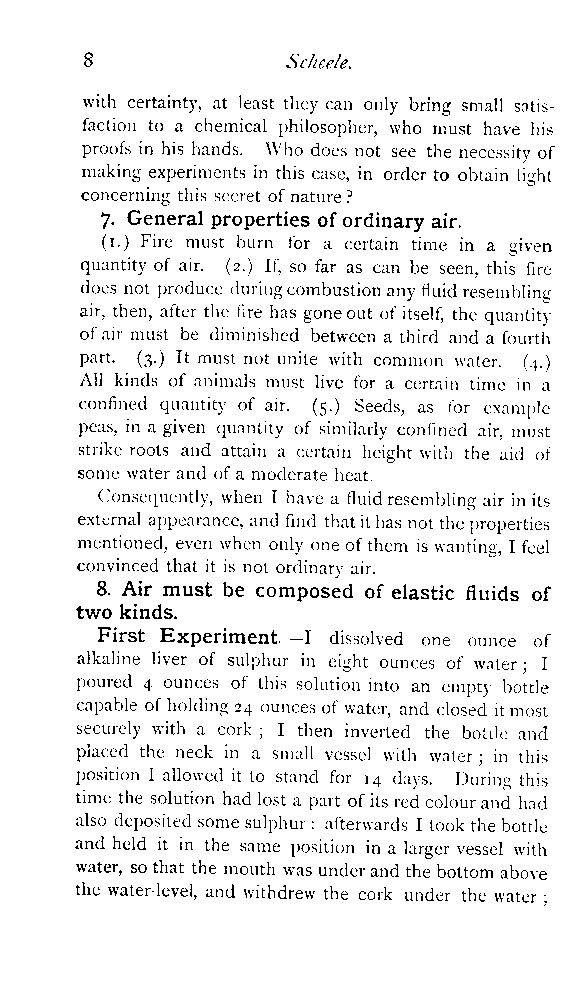 8 Scheele.
with certainty, at least they can only bring small satis-
faction to a chemical philosopher, who must have his
proofs in his hands. Who does not see the necessity of
making experiments in this case, in order to obtain light
concerning this secret of nature?
7. General properties of ordinary air.
(1.) Fire must burn for a certain time in a given
quantity of air. (2.) If, so far as can be seen, this fire
does not produce during combustion any fluid resembling
air, then, after the fire has gone out of itself, the quantity
of air must be diminished between a third and a fourth
part. (3.) It must not unite with common water. (4.)
All kinds of animals must live for a certain time in a
confined quantity of air. (5.) Seeds, as for example
peas, in a given quantity of similarly confined air, must
strike roots and attain a certain height with the aid of
some water and of a moderate heat.
Consequently, when I have a fluid resembling air in its
external appearance, and find that it has not the properties
mentioned, even when only one of them is wanting, I feel
convinced that it is not ordinary air.
8. Air must be composed of elastic fluids of
two kinds.
First Experiment.—I dissolved one ounce of
alkaline liver of sulphur in eight ounces of water; I
poured 4 ounces of this solution into an empty bottle
capable of holding 24 ounces of water, and closed it most
securely with a cork; I then inverted the bottle and
placed the neck in a small vessel with water; in this
position I allowed it to stand for 14 days. During this
time the solution had lost a part of its red colour and had
also deposited some sulphur: afterwards I took the bottle
and held it in the same position in a larger vessel with
water, so that the mouth was under and the bottom above
the water-level, and withdrew the cork under the water;